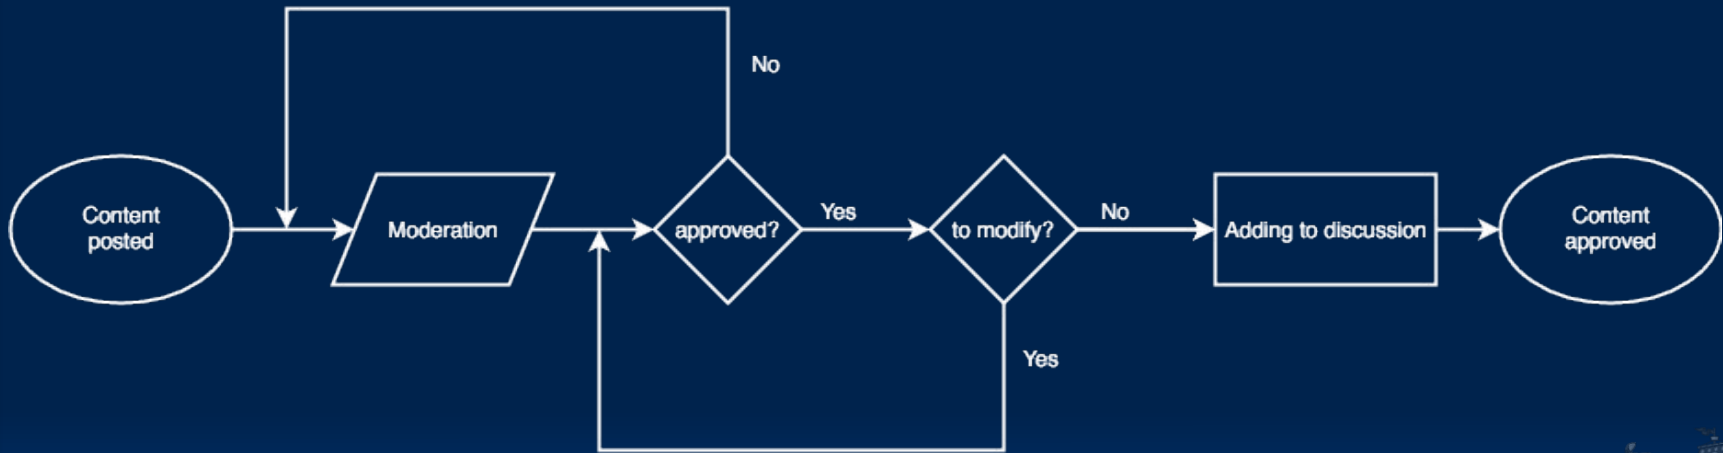 No
Content
posted
Moderation
approved?
Yes
to modify?
No
Adding to discussion
Content
approved
Yes